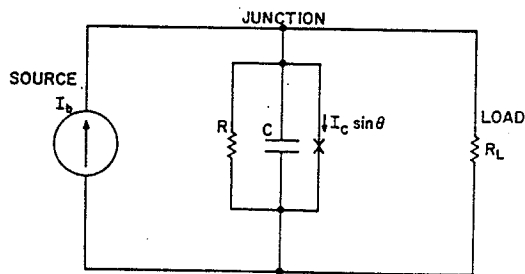 JUNCTION
SOURCE
I_b
R
C
I_C sin θ
LOAD
R_L